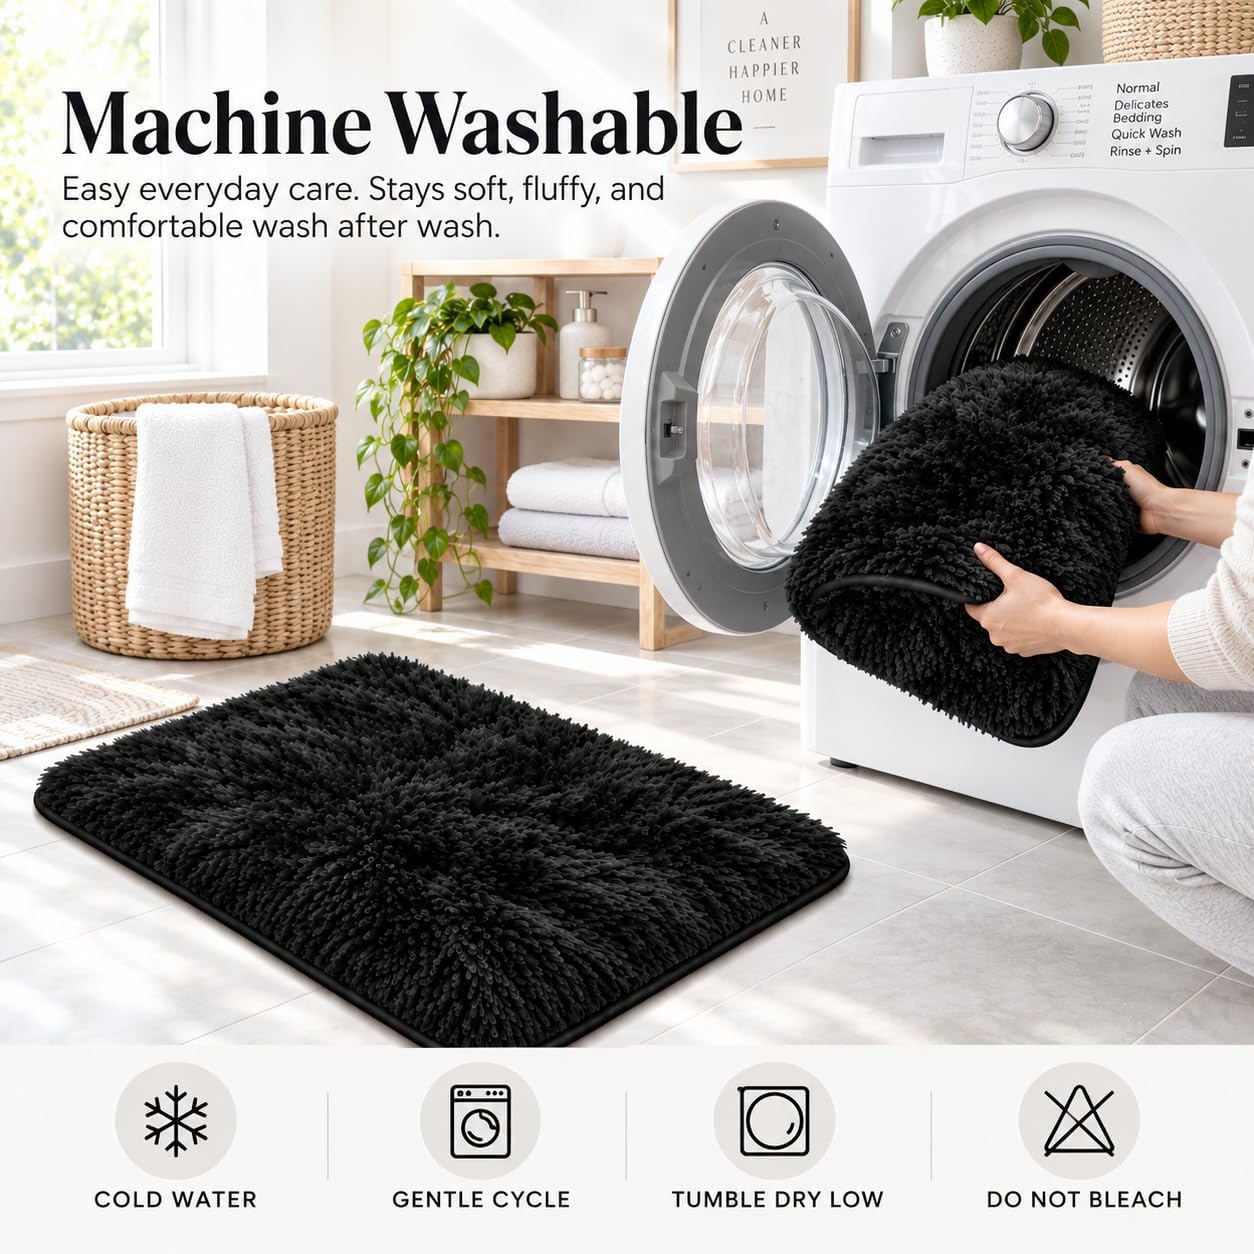 A
CLEANER
HAPPIER
HOME
Machine Washable
Easy everyday care. Stays soft, fluffy, and
comfortable wash after wash.
Normal
Delicates
Bedding
Quick Wash
Rinse + Spin
COLD WATER
GENTLE CYCLE
TUMBLE DRY LOW
DO NOT BLEACH